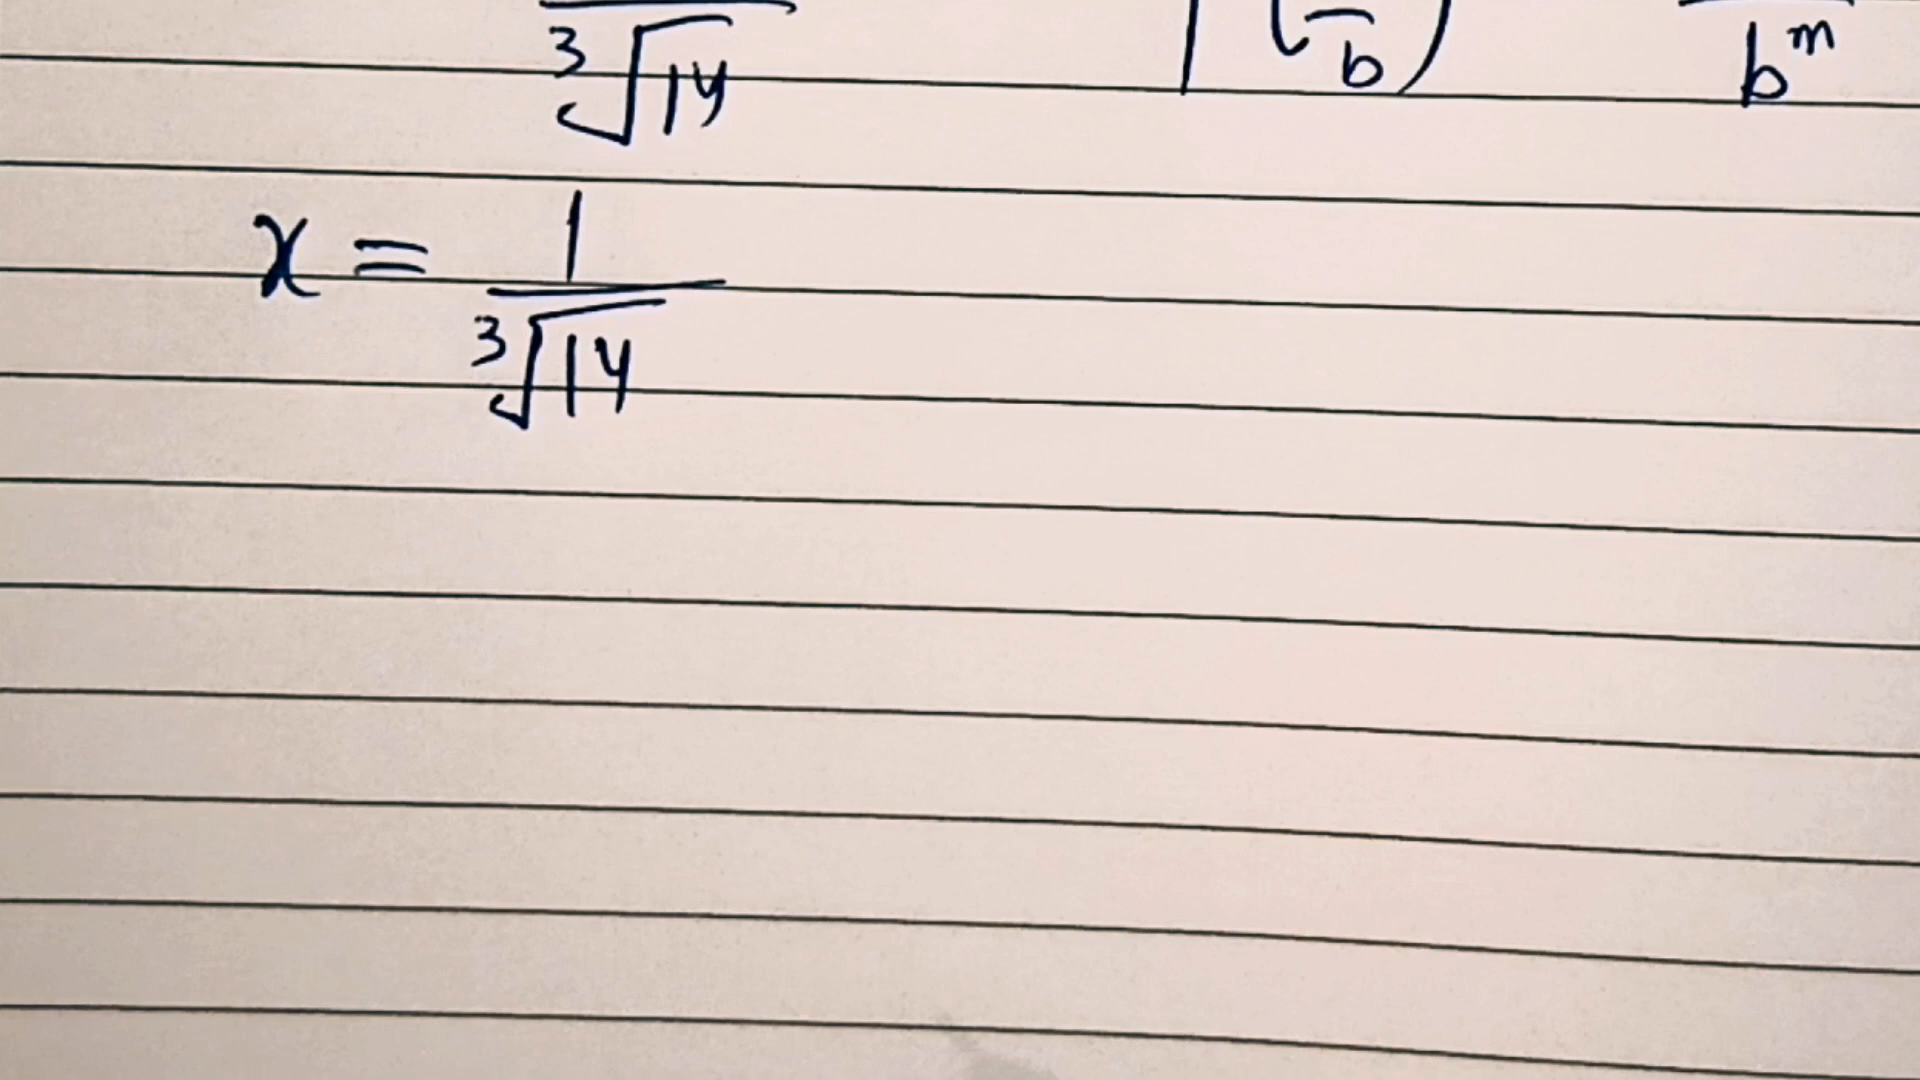 ∛14 | (—/b) —/b^m
x = 1/∛14